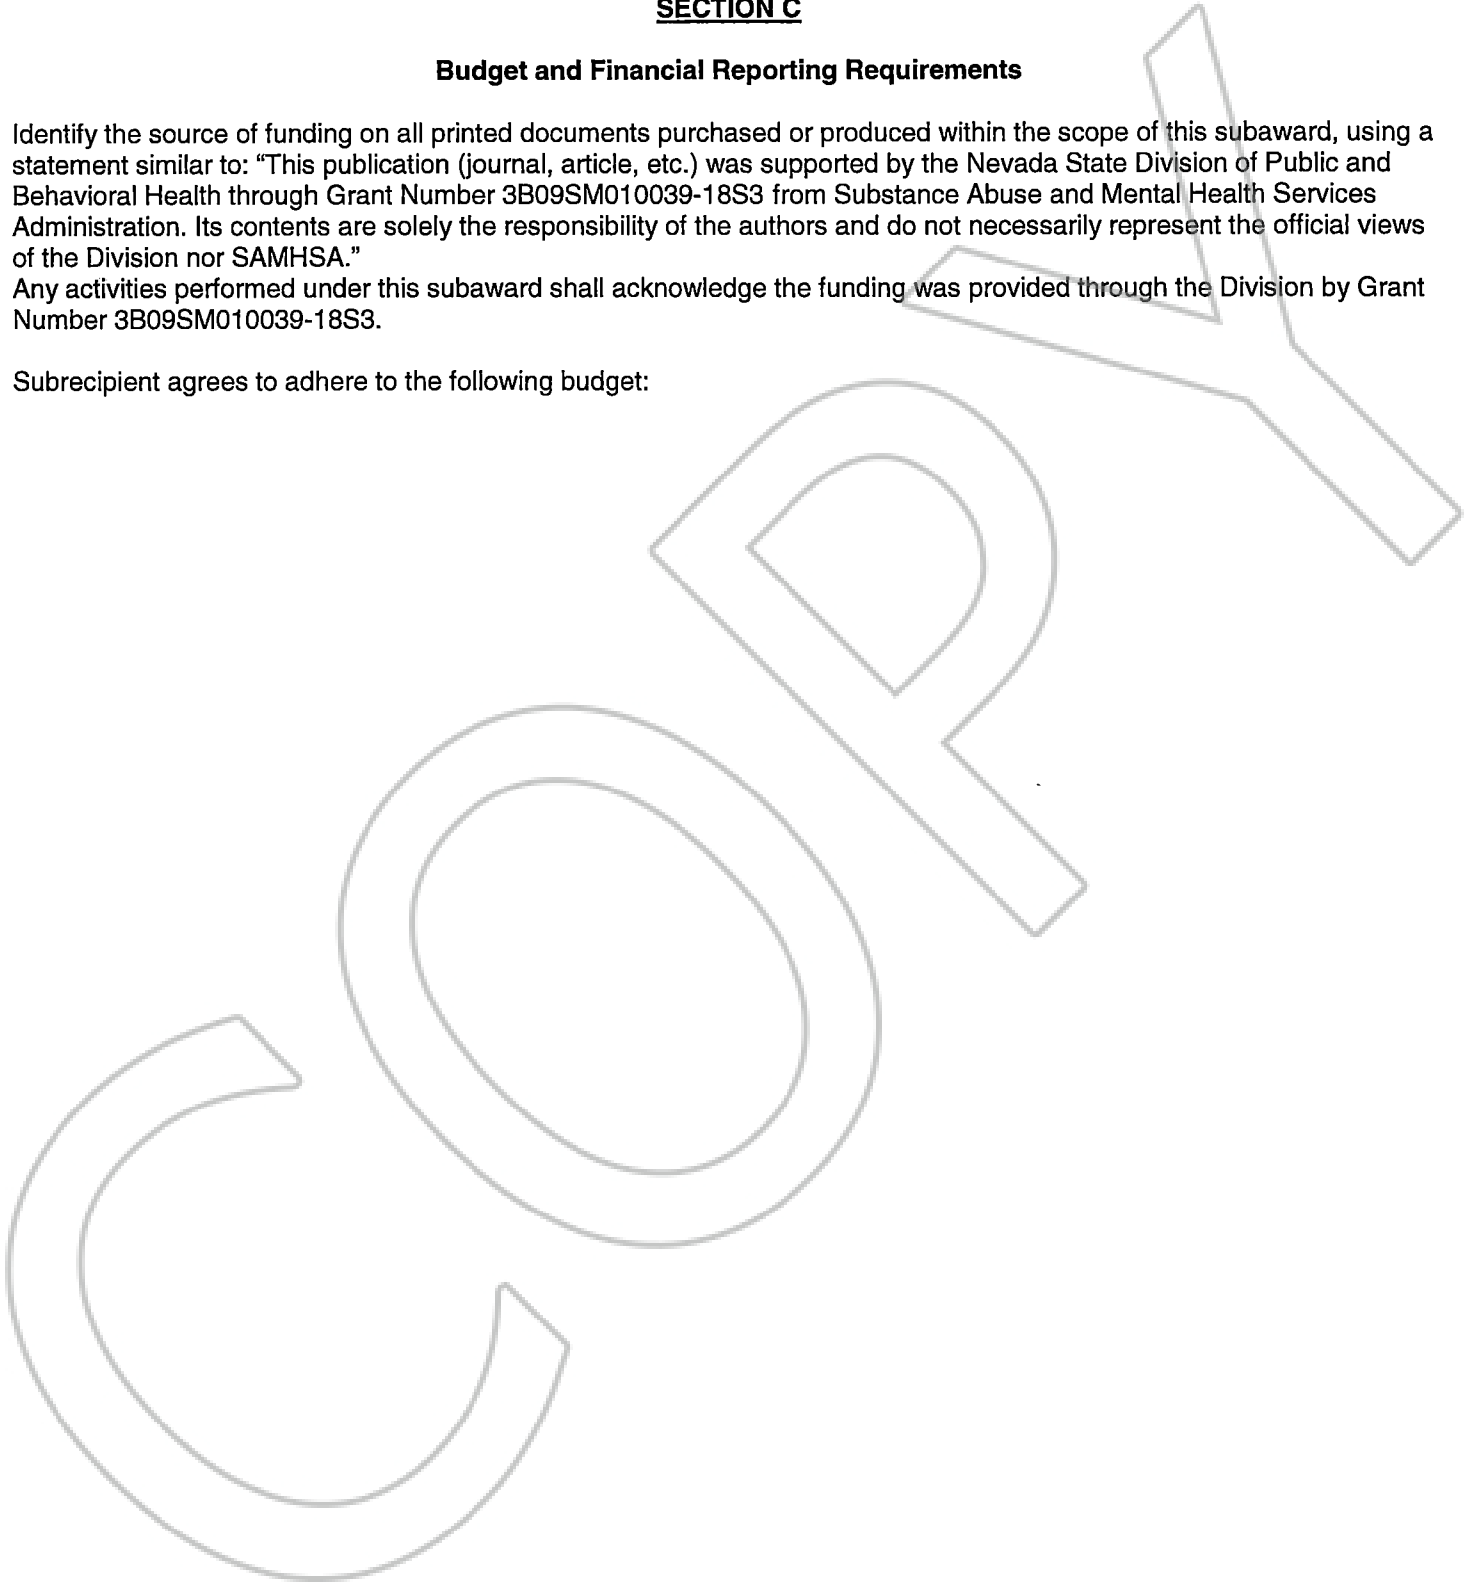 SECTION C
Budget and Financial Reporting Requirements
Identify the source of funding on all printed documents purchased or produced within the scope of this subaward, using a
statement similar to: “This publication (journal, article, etc.) was supported by the Nevada State Division of Public and
Behavioral Health through Grant Number 3B09SM010039-18S3 from Substance Abuse and Mental Health Services
Administration. Its contents are solely the responsibility of the authors and do not necessarily represent the official views
of the Division nor SAMHSA.”
Any activities performed under this subaward shall acknowledge the funding was provided through the Division by Grant
Number 3B09SM010039-18S3.
Subrecipient agrees to adhere to the following budget:
COPY